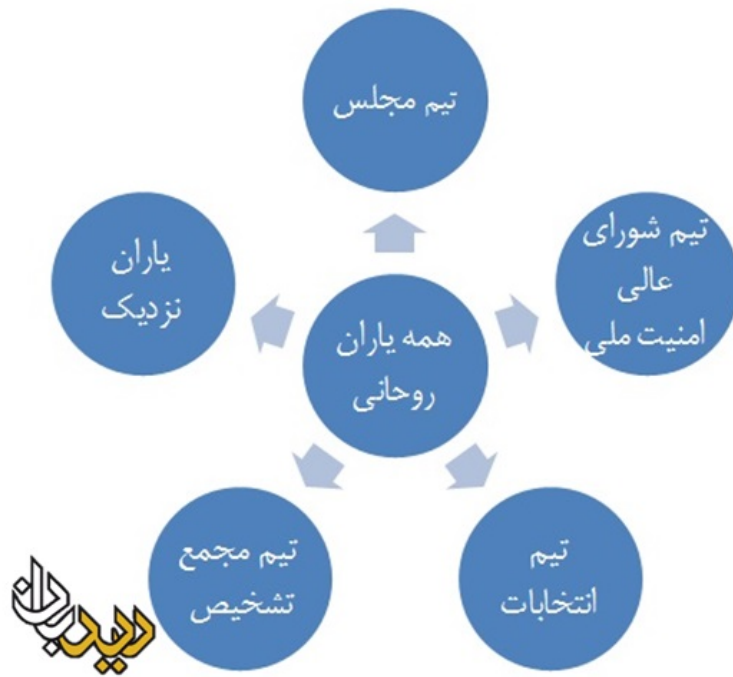 تیم مجلس
تیم شورای
عالی
امنیت ملی
یاران
نزدیک
همه یاران
روحانی
تیم مجمع
تشخیص
تیم
انتخابات
دیدبان